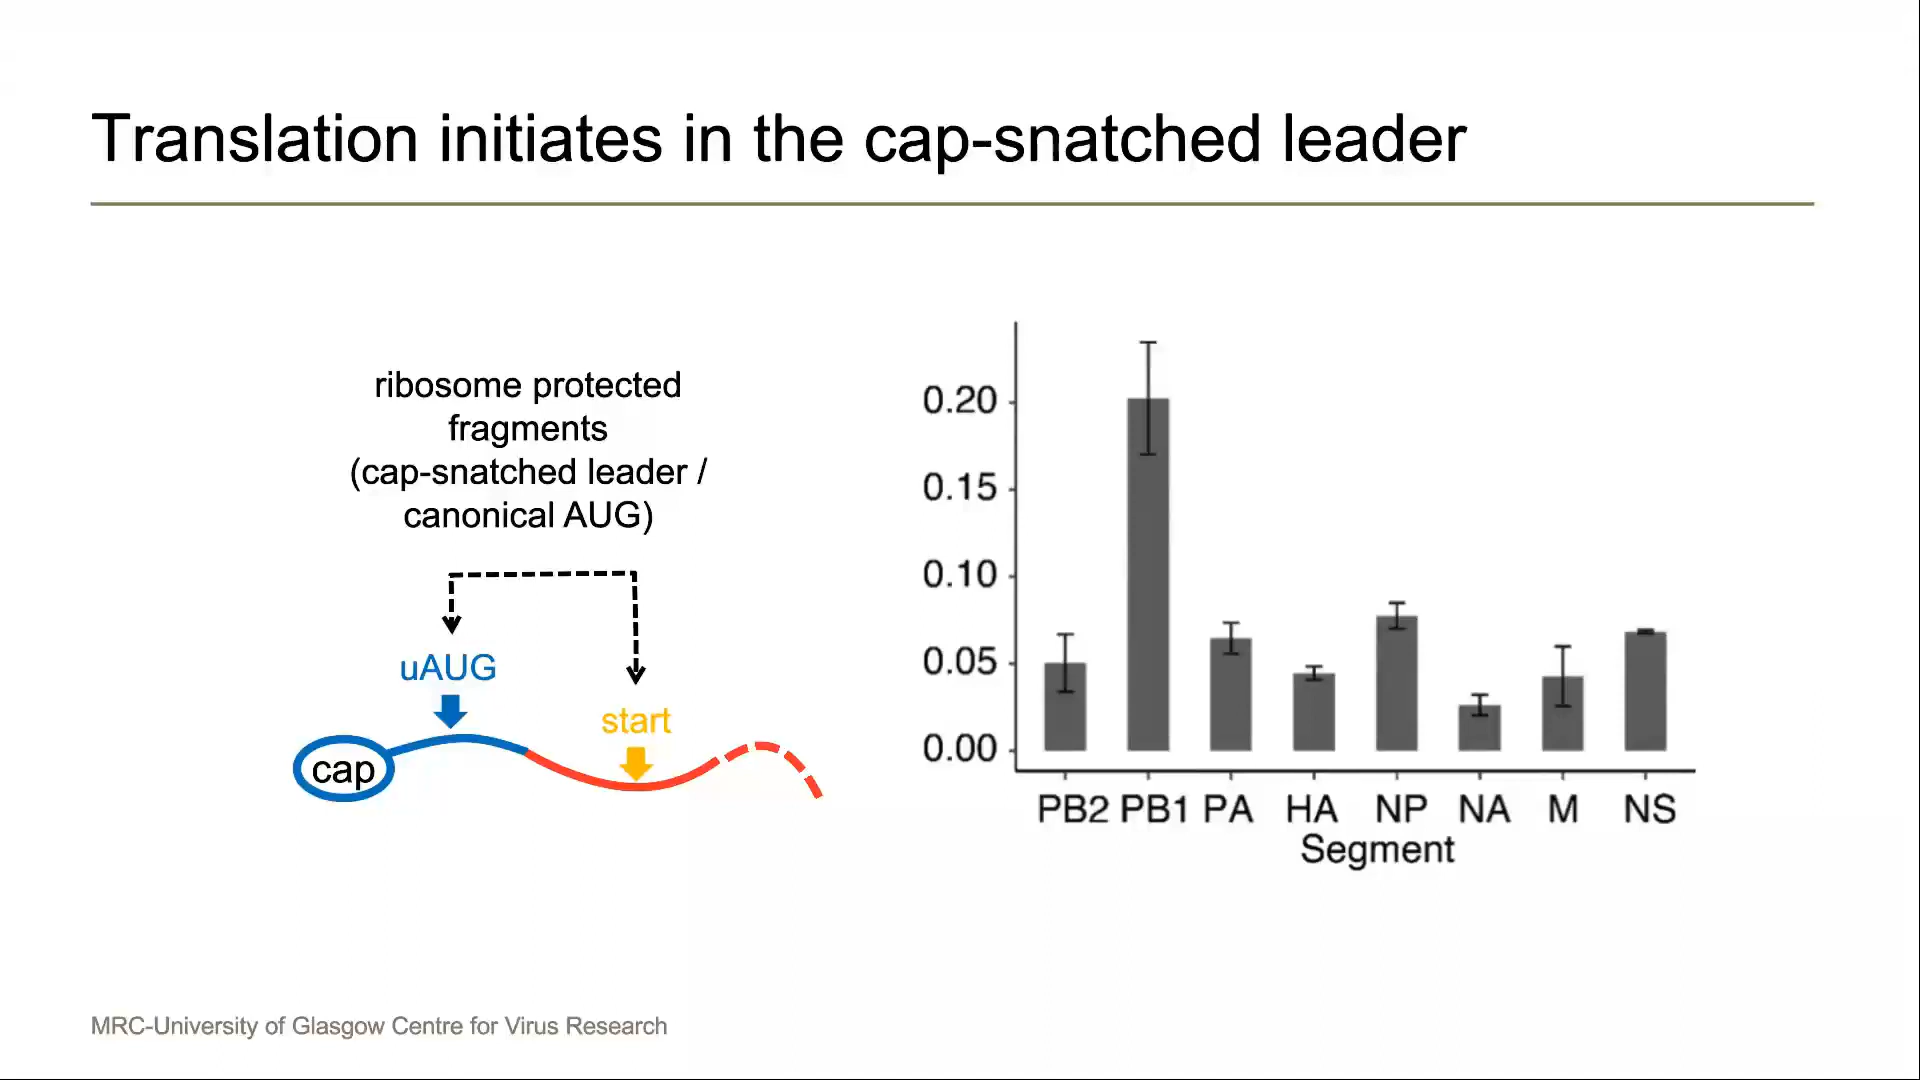 Translation initiates in the cap-snatched leader
ribosome protected
fragments
(cap-snatched leader /
canonical AUG)
uAUG
start
cap
0.20
0.15
0.10
0.05
0.00
PB2 PB1 PA HA NP NA M NS
Segment
MRC-University of Glasgow Centre for Virus Research